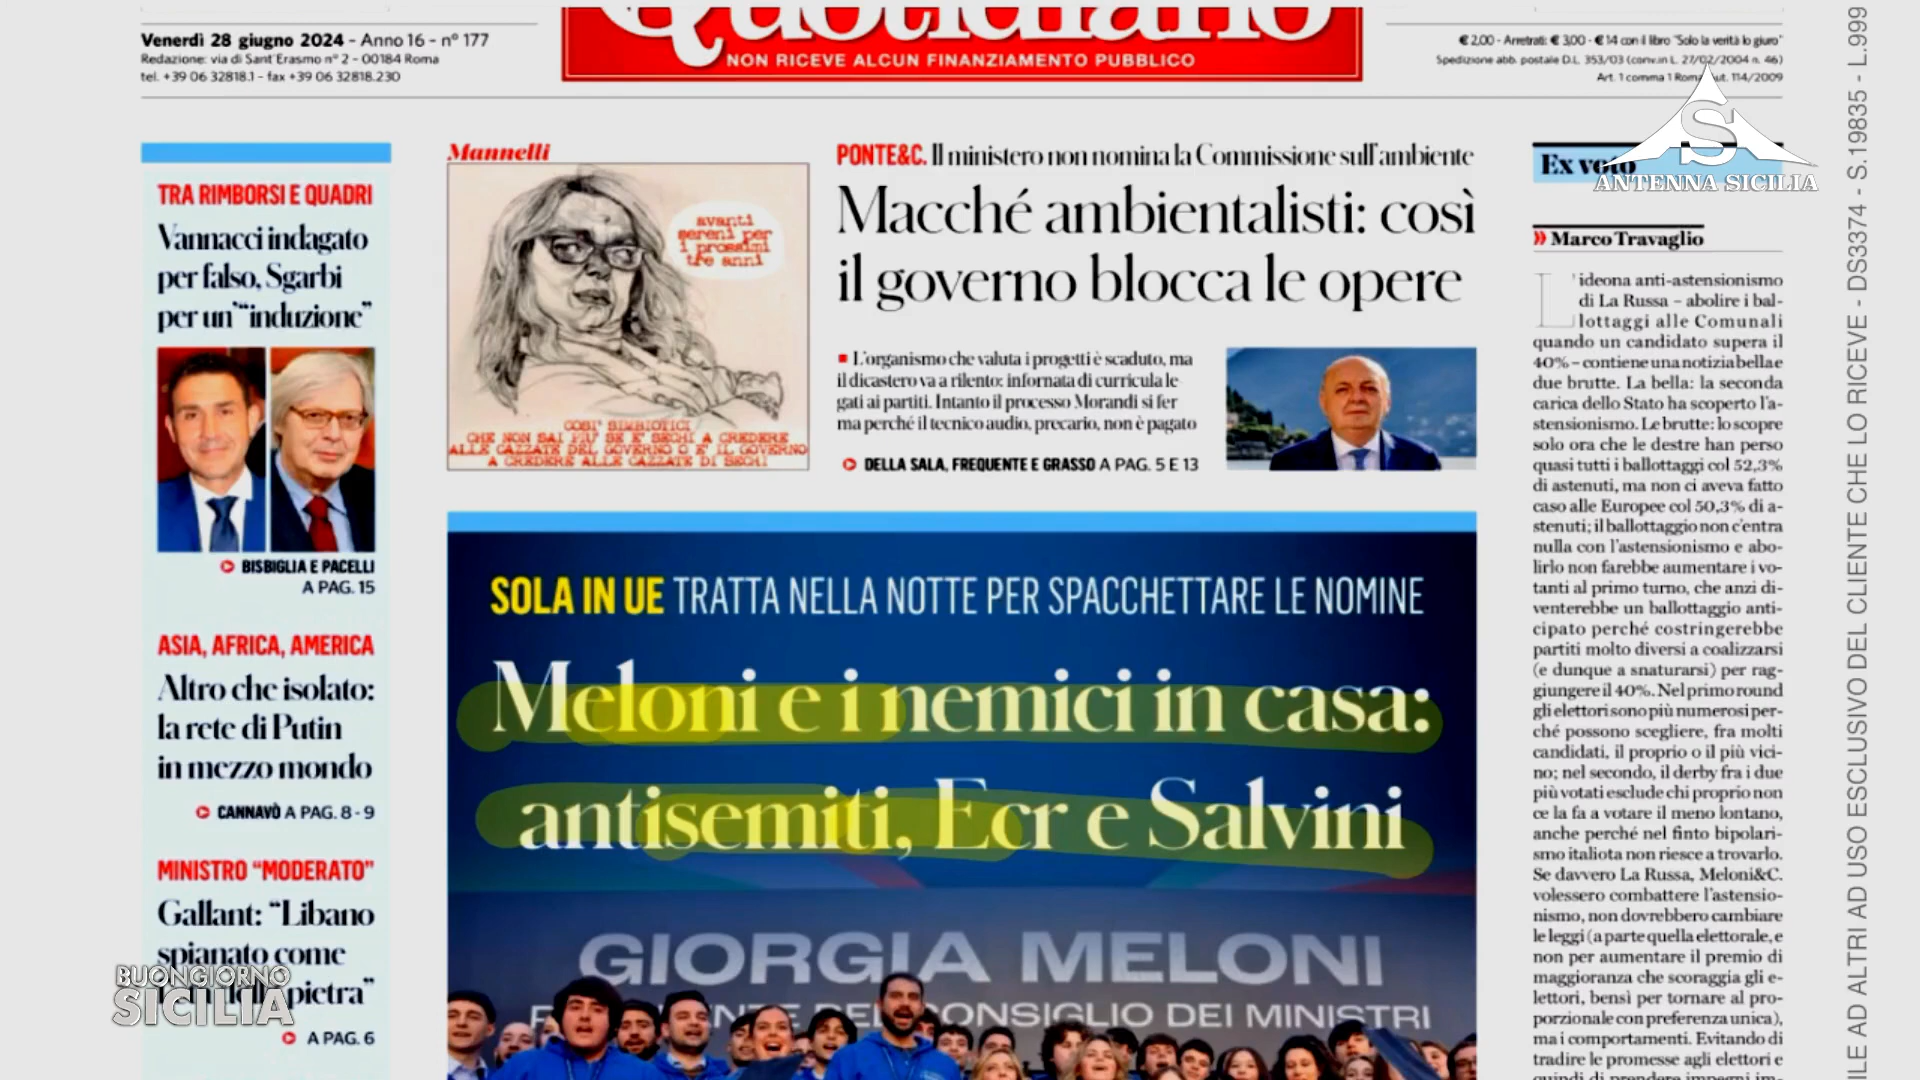 Quotidiano
NON RICEVE ALCUN FINANZIAMENTO PUBBLICO
Venerdì 28 giugno 2024 - Anno 16 - n° 177
Redazione: via di Sant'Erasmo n° 2 - 00184 Roma
tel. +39 06 32818.1 - fax +39 06 32818.230
€ 2,00 - Arretrati: € 3,00 - € 14 con il libro "Solo la verità lo giuro"
Spedizione abb. postale D.L. 353/03 (conv.in L. 27/02/2004 n. 46)
Art. 1 comma 1 Roma Aut. 114/2009
TRA RIMBORSI E QUADRI
Vannacci indagato
per falso, Sgarbi
per un'"induzione"
BISBIGLIA E PACELLI
A PAG. 15
ASIA, AFRICA, AMERICA
Altro che isolato:
la rete di Putin
in mezzo mondo
CANNAVÒ A PAG. 8 - 9
MINISTRO "MODERATO"
Gallant: "Libano
spianato come
pietra"
A PAG. 6
Mannelli
avanti
sereni per
i prossimi
tre anni
COSI' SIMBIOTICI
CHE NON SAI PIU' SE E' SECHI A CREDERE
ALLE CAZZATE DEL GOVERNO O E' IL GOVERNO
A CREDERE ALLE CAZZATE DI SECHI
PONTE&C. Il ministero non nomina la Commissione sull'ambiente
Macché ambientalisti: così
il governo blocca le opere
L'organismo che valuta i progetti è scaduto, ma
il dicastero va a rilento: infornata di curricula le
gati ai partiti. Intanto il processo Morandi si fer
ma perché il tecnico audio, precario, non è pagato
DELLA SALA, FREQUENTE E GRASSO A PAG. 5 E 13
SOLA IN UE TRATTA NELLA NOTTE PER SPACCHETTARE LE NOMINE
Meloni e i nemici in casa:
antisemiti, Ecr e Salvini
GIORGIA MELONI
CONSIGLIO DEI MINISTRI
Ex voto
» Marco Travaglio
L'ideona anti-astensionismo
di La Russa – abolire i bal-
lottaggi alle Comunali
quando un candidato supera il
40% – contiene una notizia bella e
due brutte. La bella: la seconda
carica dello Stato ha scoperto l'a-
stensionismo. Le brutte: lo scopre
solo ora che le destre han perso
quasi tutti i ballottaggi col 52,3%
di astenuti, ma non ci aveva fatto
caso alle Europee col 50,3% di a-
stenuti; il ballottaggio non c'entra
nulla con l'astensionismo e abo-
lirlo non farebbe aumentare i vo-
tanti al primo turno, che anzi di-
venterebbe un ballottaggio anti-
cipato perché costringerebbe
partiti molto diversi a coalizzarsi
(e dunque a snaturarsi) per rag-
giungere il 40%. Nel primo round
gli elettori sono più numerosi per-
ché possono scegliere, fra molti
candidati, il proprio o il più vici-
no; nel secondo, il derby fra i due
più votati esclude chi proprio non
ce la fa a votare il meno lontano,
anche perché nel finto bipolari-
smo italiota non riesce a trovarlo.
Se davvero La Russa, Meloni&C.
volessero combattere l'astensio-
nismo, non dovrebbero cambiare
le leggi (a parte quella elettorale, e
non per aumentare il premio di
maggioranza che scoraggia gli e-
lettori, bensì per tornare al pro-
porzionale con preferenza unica),
ma i comportamenti. Evitando di
tradire le promesse agli elettori e
quindi di prendere impegni im-
S
ANTENNA SICILIA
BUONGIORNO
SICILIA
ILE AD ALTRI AD USO ESCLUSIVO DEL CLIENTE CHE LO RICEVE - DS3374 - S.19835 - L.999